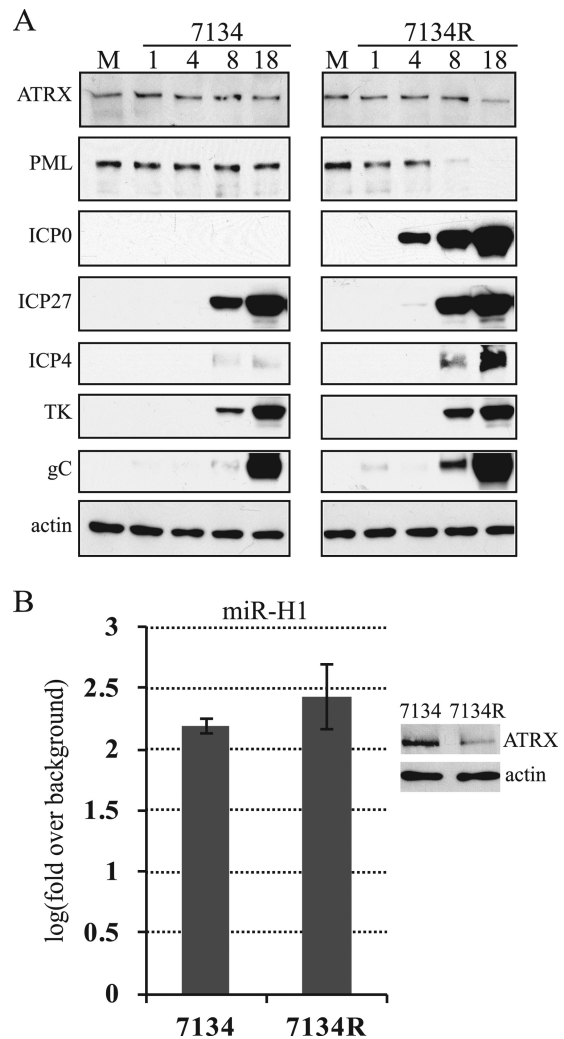 A
7134 7134R
M 1 4 8 18 M 1 4 8 18
ATRX
PML
ICP0
ICP27
ICP4
TK
gC
actin
B
miR-H1
log(fold over background)
3
2.5
2
1.5
1
0.5
0
7134 7134R
7134 7134R
ATRX
actin